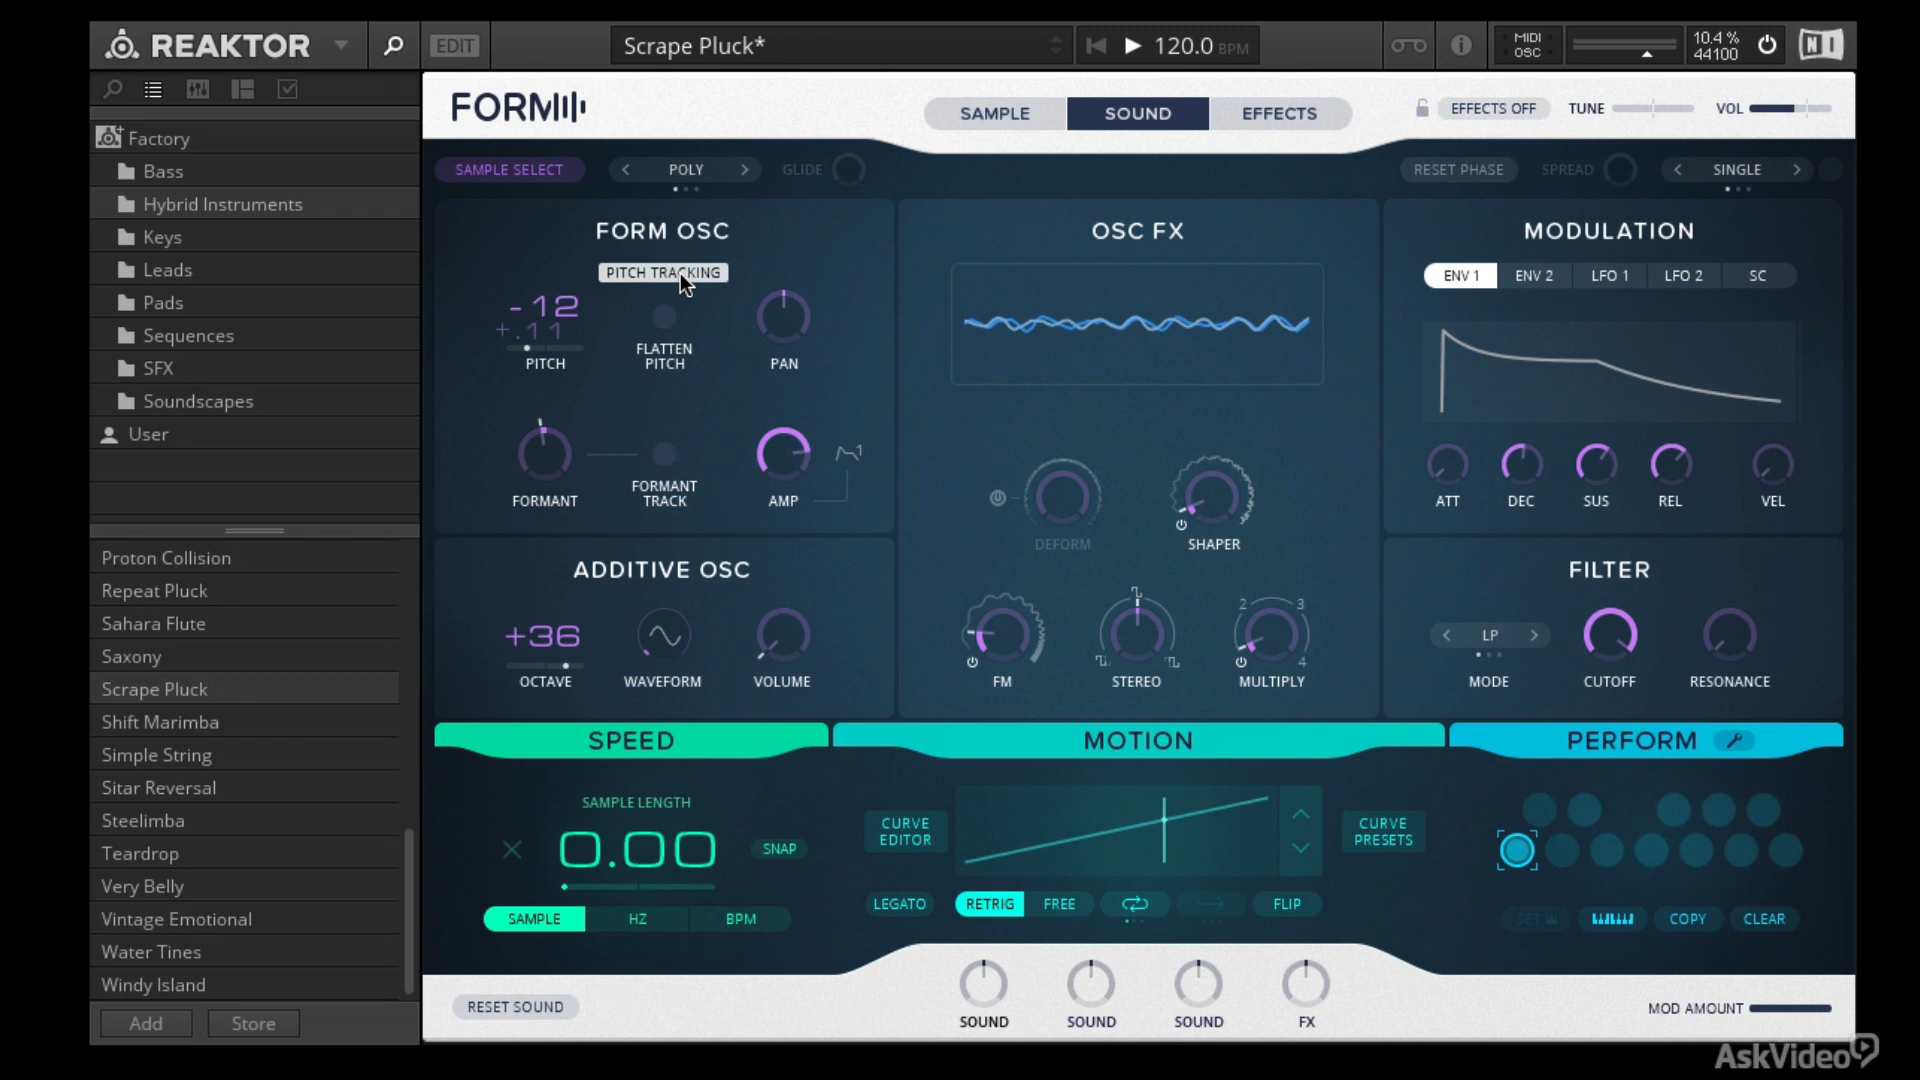 REAKTOR
EDIT
Scrape Pluck*
120.0 BPM
MIDI
OSC
10.4 %
44100
NI
Factory
Bass
Hybrid Instruments
Keys
Leads
Pads
Sequences
SFX
Soundscapes
User
Proton Collision
Repeat Pluck
Sahara Flute
Saxony
Scrape Pluck
Shift Marimba
Simple String
Sitar Reversal
Steelimba
Teardrop
Very Belly
Vintage Emotional
Water Tines
Windy Island
Add
Store
FORM
SAMPLE
SOUND
EFFECTS
EFFECTS OFF
TUNE
VOL
SAMPLE SELECT
POLY
GLIDE
RESET PHASE
SPREAD
SINGLE
FORM OSC
PITCH TRACKING
-12
+.11
PITCH
FLATTEN
PITCH
PAN
FORMANT
FORMANT
TRACK
AMP
1
ADDITIVE OSC
+36
OCTAVE
WAVEFORM
VOLUME
OSC FX
DEFORM
SHAPER
FM
STEREO
2
3
4
MULTIPLY
MODULATION
ENV 1
ENV 2
LFO 1
LFO 2
SC
ATT
DEC
SUS
REL
VEL
FILTER
LP
MODE
CUTOFF
RESONANCE
SPEED
SAMPLE LENGTH
0.00
SNAP
SAMPLE
HZ
BPM
MOTION
CURVE
EDITOR
CURVE
PRESETS
LEGATO
RETRIG
FREE
FLIP
PERFORM
COPY
CLEAR
RESET SOUND
SOUND
SOUND
SOUND
FX
MOD AMOUNT
AskVideo